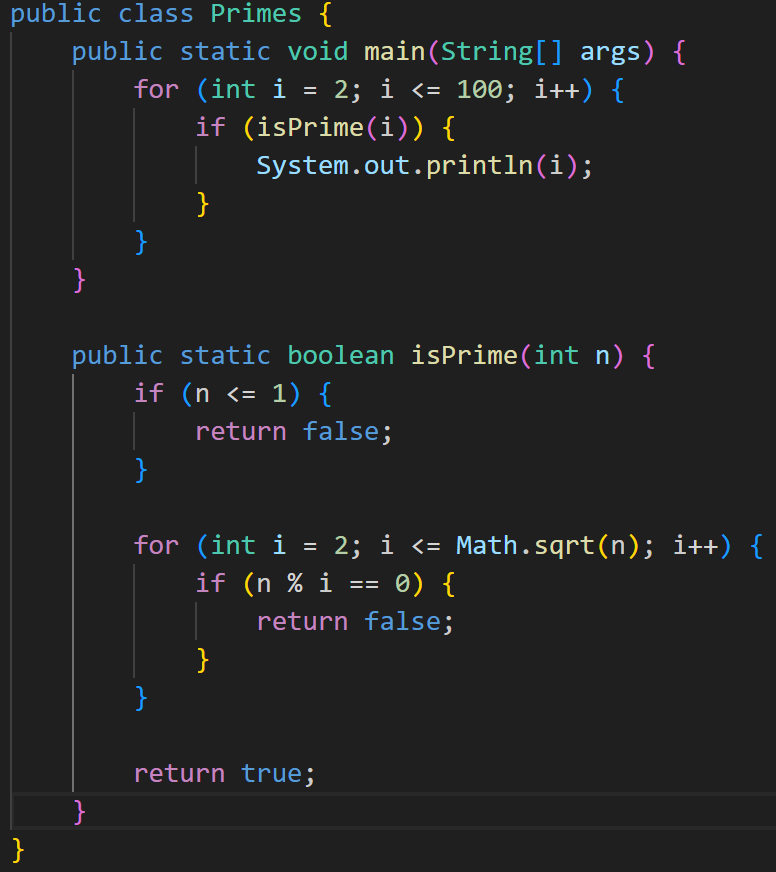 public class Primes {
    public static void main(String[] args) {
        for (int i = 2; i <= 100; i++) {
            if (isPrime(i)) {
                System.out.println(i);
            }
        }
    }

    public static boolean isPrime(int n) {
        if (n <= 1) {
            return false;
        }

        for (int i = 2; i <= Math.sqrt(n); i++) {
            if (n % i == 0) {
                return false;
            }
        }

        return true;
    }
}